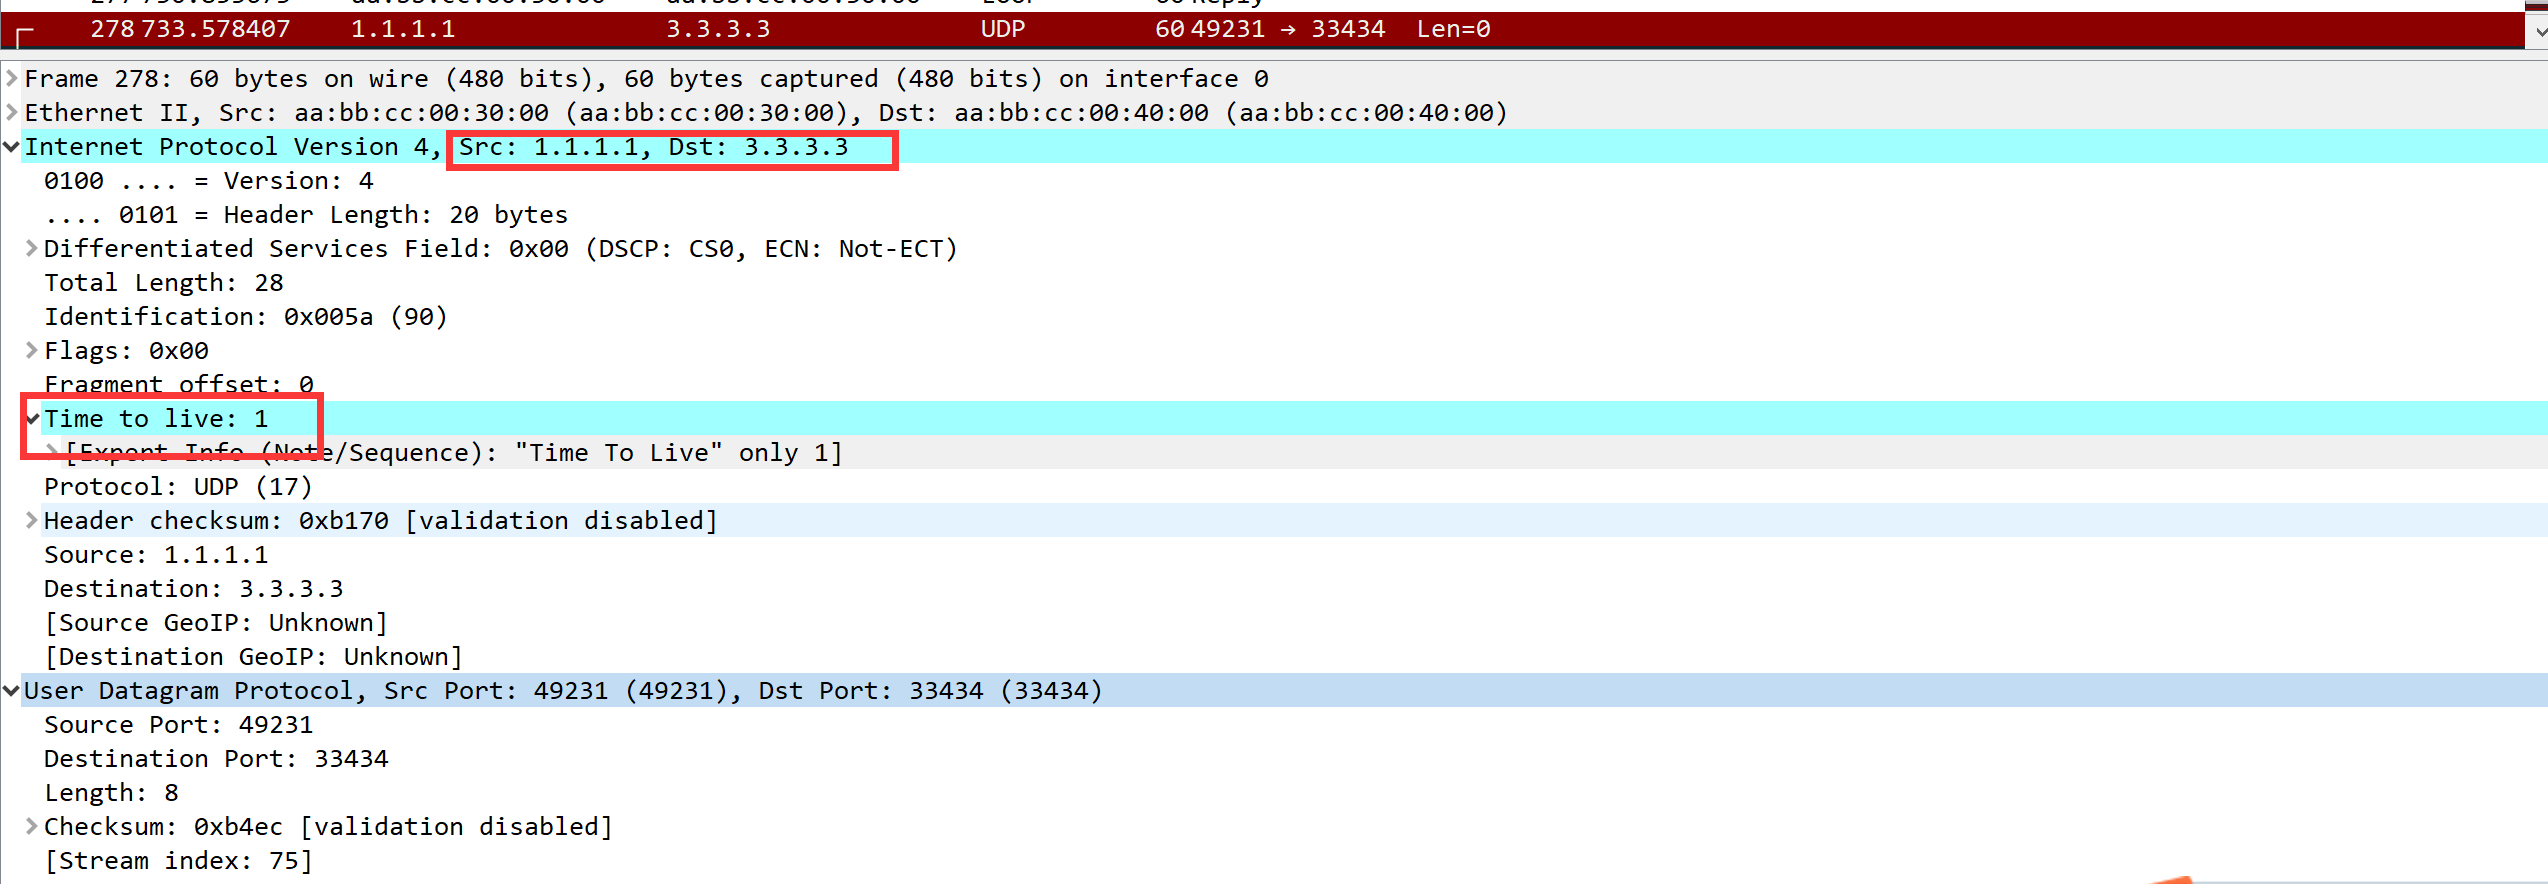 278 733.578407 1.1.1.1 3.3.3.3 UDP 60 49231 → 33434 Len=0
Frame 278: 60 bytes on wire (480 bits), 60 bytes captured (480 bits) on interface 0
Ethernet II, Src: aa:bb:cc:00:30:00 (aa:bb:cc:00:30:00), Dst: aa:bb:cc:00:40:00 (aa:bb:cc:00:40:00)
Internet Protocol Version 4, Src: 1.1.1.1, Dst: 3.3.3.3
0100 .... = Version: 4
.... 0101 = Header Length: 20 bytes
Differentiated Services Field: 0x00 (DSCP: CS0, ECN: Not-ECT)
Total Length: 28
Identification: 0x005a (90)
Flags: 0x00
Fragment offset: 0
Time to live: 1
[Expert Info (Note/Sequence): "Time To Live" only 1]
Protocol: UDP (17)
Header checksum: 0xb170 [validation disabled]
Source: 1.1.1.1
Destination: 3.3.3.3
[Source GeoIP: Unknown]
[Destination GeoIP: Unknown]
User Datagram Protocol, Src Port: 49231 (49231), Dst Port: 33434 (33434)
Source Port: 49231
Destination Port: 33434
Length: 8
Checksum: 0xb4ec [validation disabled]
[Stream index: 75]